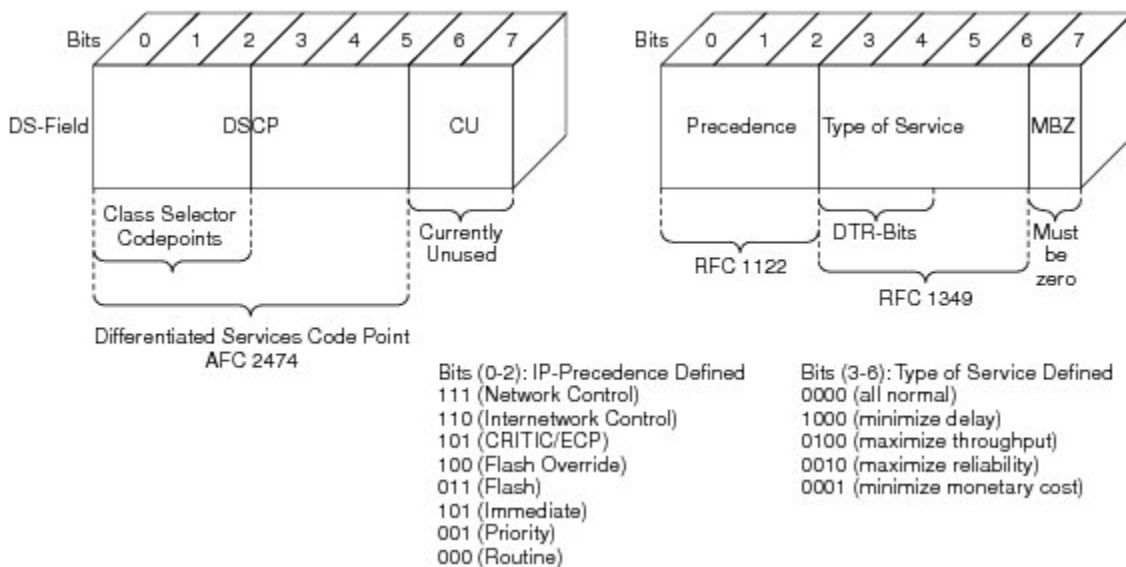 Bits 0 1 2 3 4 5 6 7
DS-Field
DSCP
CU
Class Selector
Codepoints
Currently
Unused
Differentiated Services Code Point
AFC 2474
Bits 0 1 2 3 4 5 6 7
Precedence
Type of Service
MBZ
DTR-Bits
Must
be
zero
RFC 1122
RFC 1349
Bits (0-2): IP-Precedence Defined
111 (Network Control)
110 (Internetwork Control)
101 (CRITIC/ECP)
100 (Flash Override)
011 (Flash)
101 (Immediate)
001 (Priority)
000 (Routine)
Bits (3-6): Type of Service Defined
0000 (all normal)
1000 (minimize delay)
0100 (maximize throughput)
0010 (maximize reliability)
0001 (minimize monetary cost)